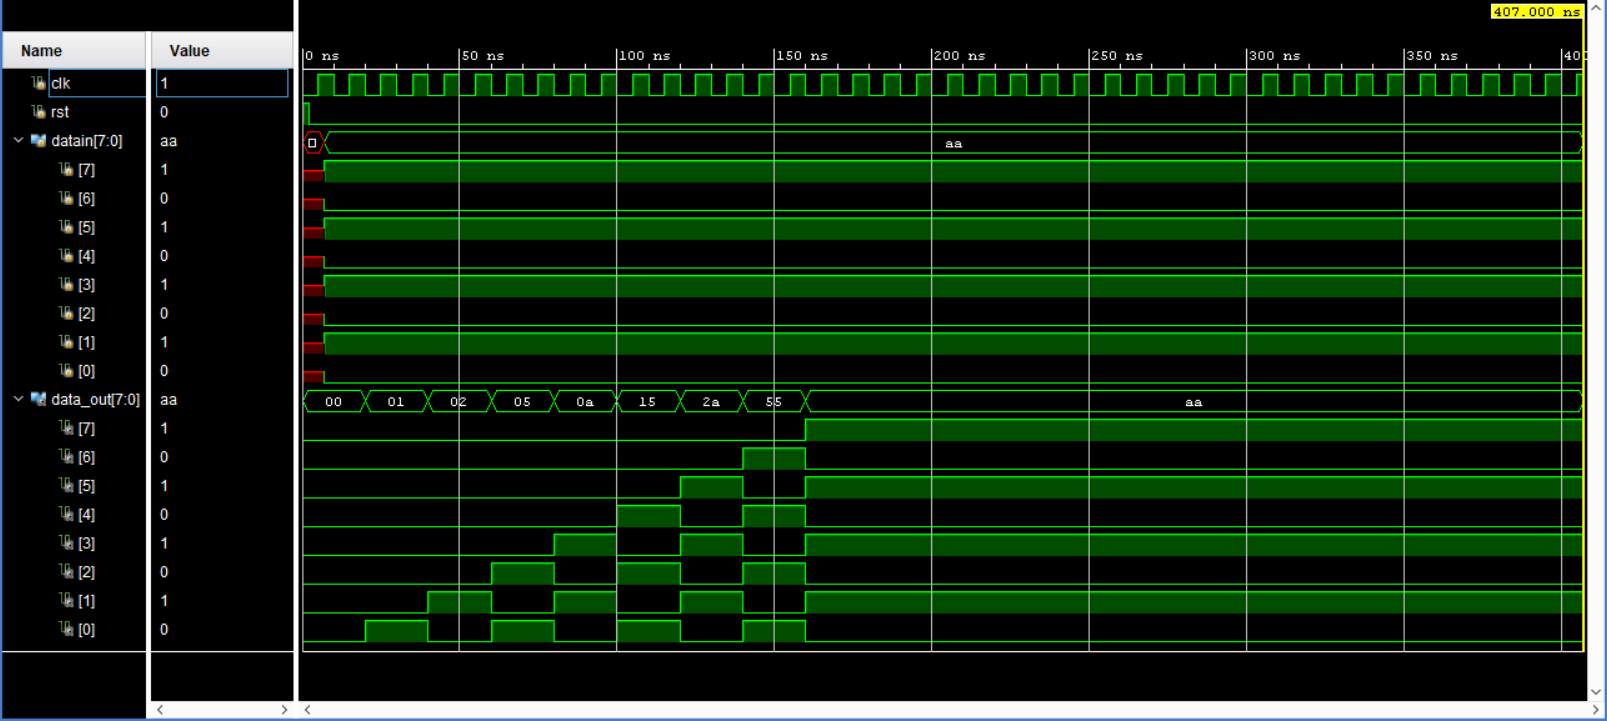 407.000 ns
Name Value 0 ns 50 ns 100 ns 150 ns 200 ns 250 ns 300 ns 350 ns 40
clk 1
rst 0
datain[7:0] aa aa
[7] 1
[6] 0
[5] 1
[4] 0
[3] 1
[2] 0
[1] 1
[0] 0
data_out[7:0] aa 00 01 02 05 0a 15 2a 55 aa
[7] 1
[6] 0
[5] 1
[4] 0
[3] 1
[2] 0
[1] 1
[0] 0